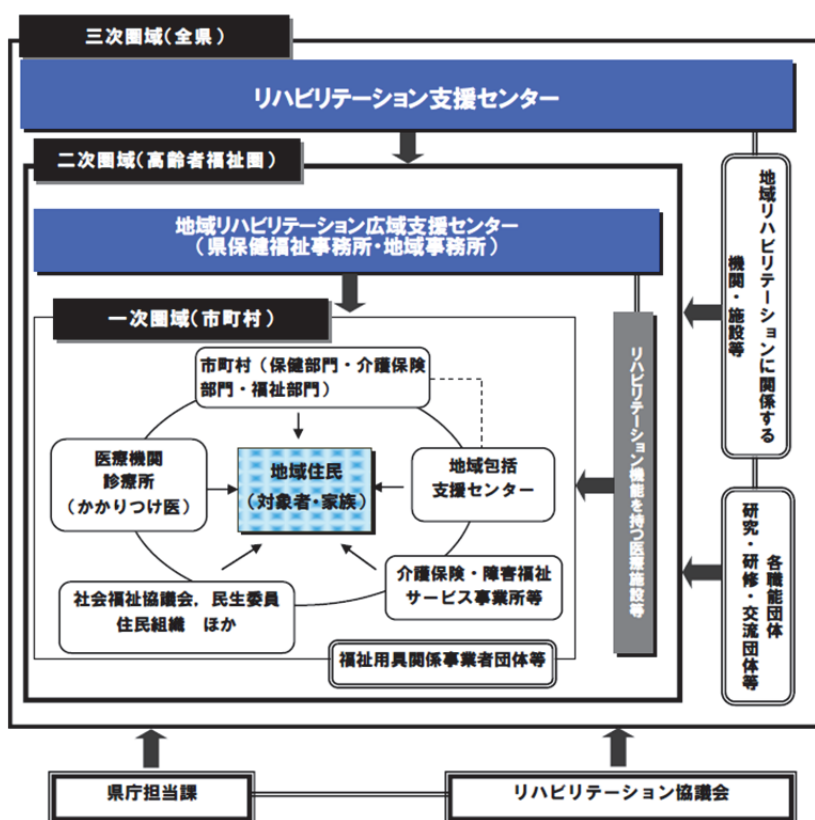 三次圏域(全県)
リハビリテーション支援センター
二次圏域(高齢者福祉圏)
地域リハビリテーション広域支援センター
(県保健福祉事務所・地域事務所)
一次圏域(市町村)
市町村(保健部門・介護保険
部門・福祉部門)
医療機関
診療所
(かかりつけ医)
地域住民
(対象者・家族)
地域包括
支援センター
社会福祉協議会,民生委員
住民組織 ほか
介護保険・障害福祉
サービス事業所等
福祉用具関係事業者団体等
リハビリテーション機能を持つ医療施設等
地域リハビリテーションに関係する
機関・施設等
各職能団体
研究・研修・交流団体等
県庁担当課
リハビリテーション協議会